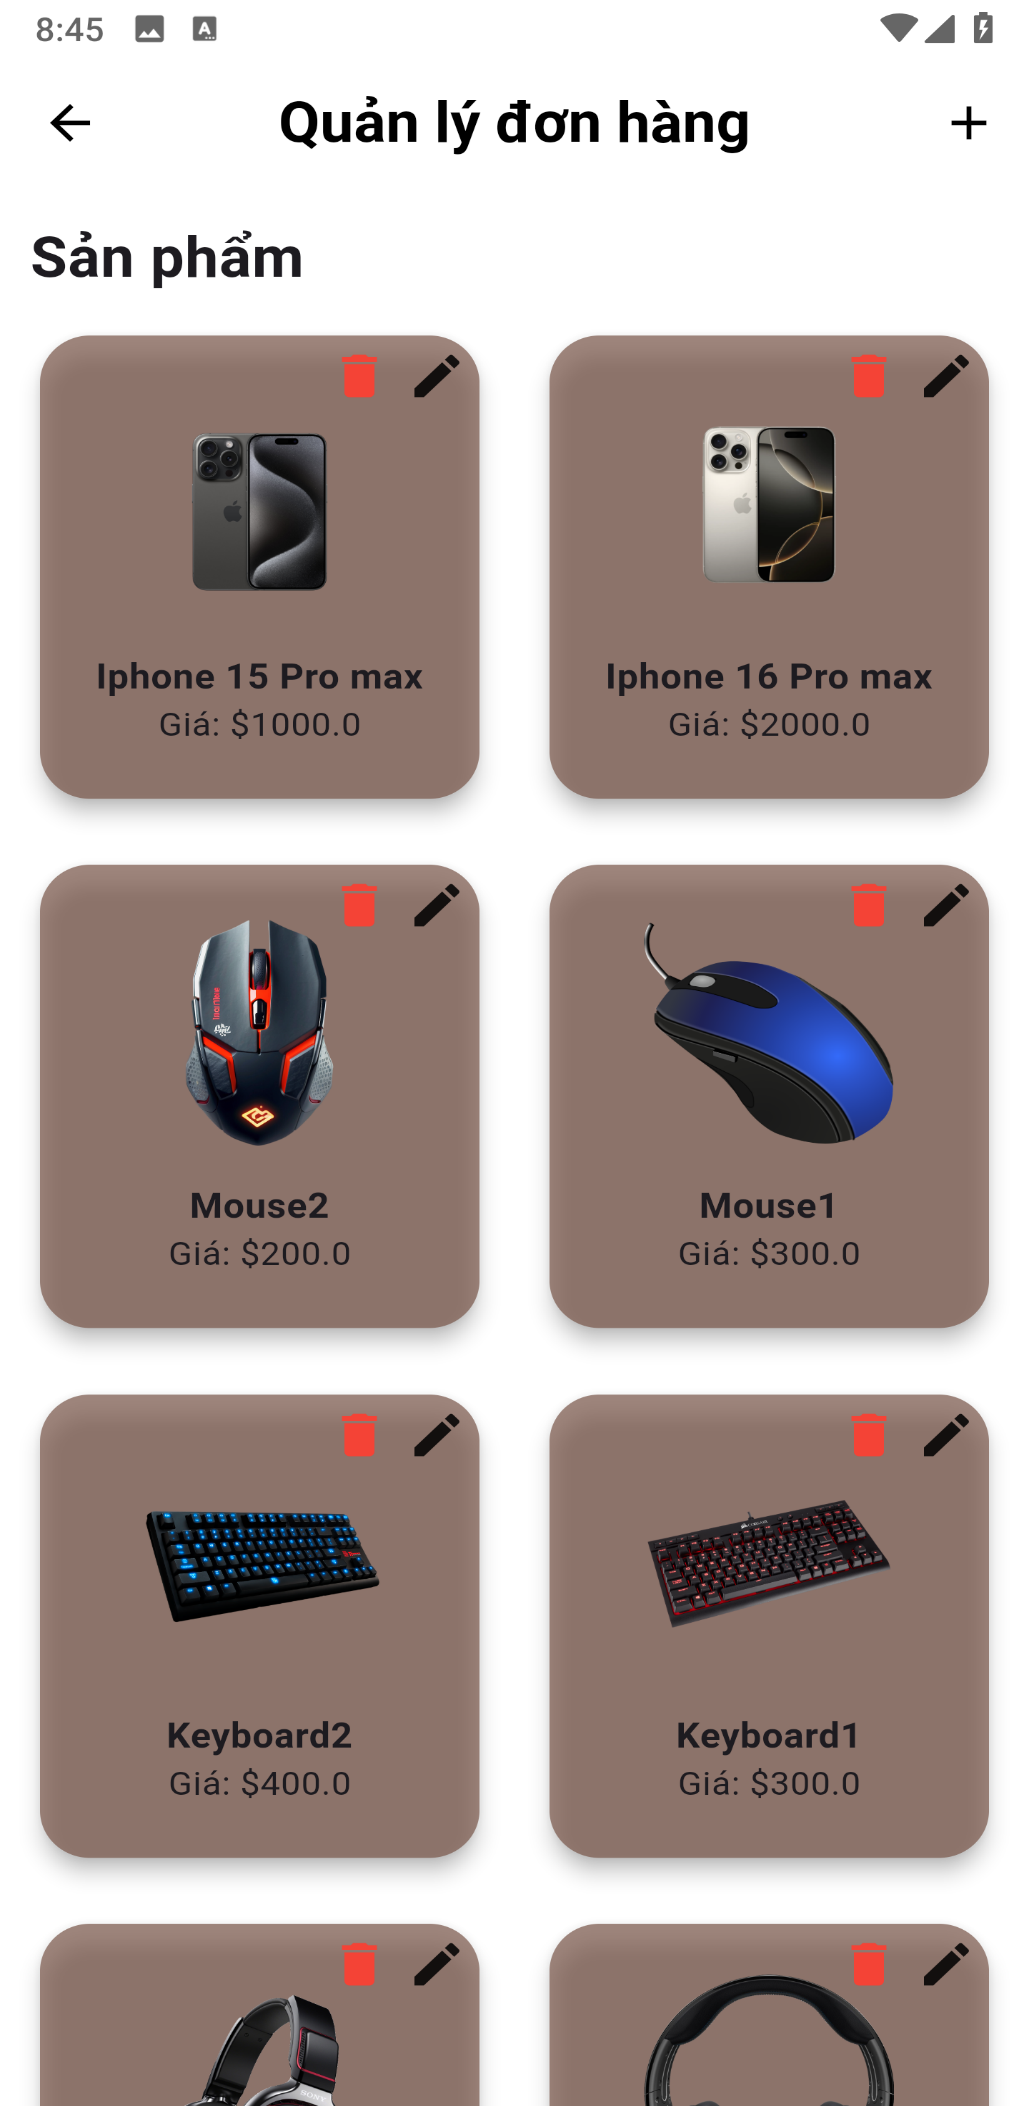 8:45
Quản lý đơn hàng
Sản phẩm
Iphone 15 Pro max
Giá: $1000.0
Iphone 16 Pro max
Giá: $2000.0
Mouse2
Giá: $200.0
Mouse1
Giá: $300.0
Keyboard2
Giá: $400.0
Keyboard1
Giá: $300.0
SONY